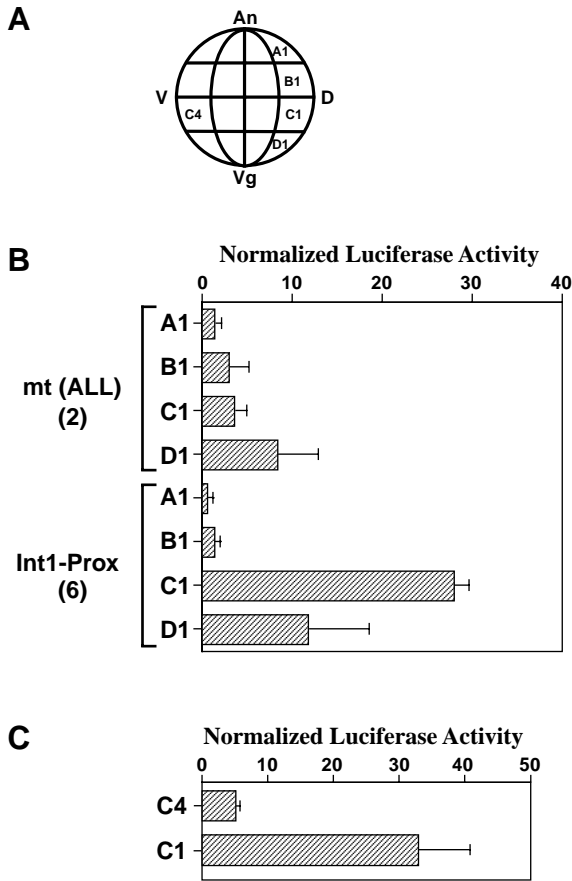 A
An
A1
B1
V
D
C4
C1
D1
Vg
B
Normalized Luciferase Activity
0 10 20 30 40
mt (ALL)
(2)
A1
B1
C1
D1
Int1-Prox
(6)
A1
B1
C1
D1
C
Normalized Luciferase Activity
0 10 20 30 40 50
C4
C1